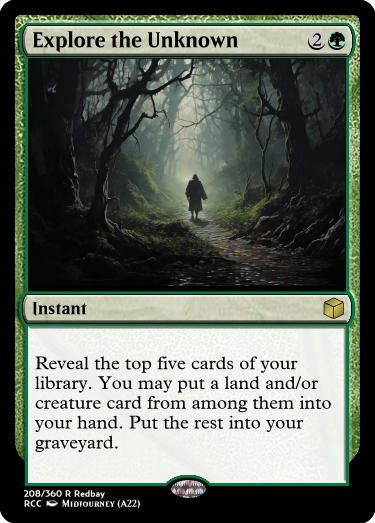 Explore the Unknown 2
Instant
Reveal the top five cards of your
library. You may put a land and/or
creature card from among them into
your hand. Put the rest into your
graveyard.
208/360 R Redbay
RCC Midjourney (A22)